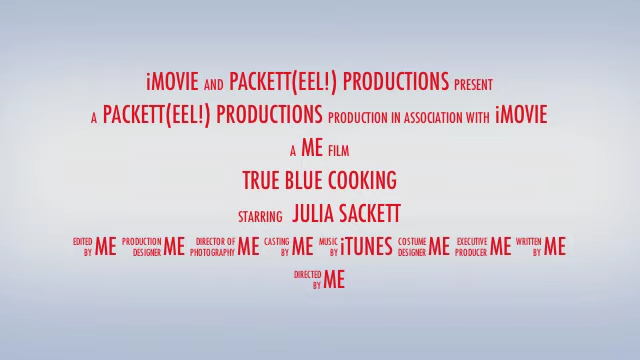 iMOVIE AND PACKETT(EEL!) PRODUCTIONS PRESENT
A PACKETT(EEL!) PRODUCTIONS PRODUCTION IN ASSOCIATION WITH iMOVIE
A ME FILM
TRUE BLUE COOKING
STARRING JULIA SACKETT
EDITED BY ME PRODUCTION DESIGNER ME DIRECTOR OF PHOTOGRAPHY ME CASTING BY ME MUSIC BY iTUNES COSTUME DESIGNER ME EXECUTIVE PRODUCER ME WRITTEN BY ME
DIRECTED BY ME